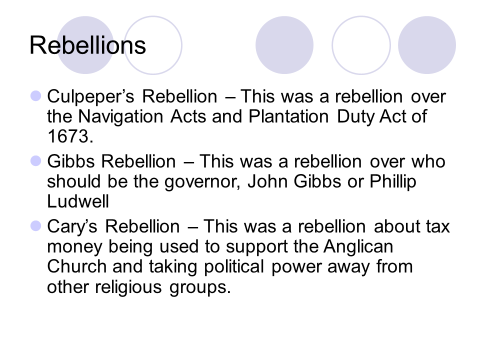 Rebellions
Culpeper's Rebellion – This was a rebellion over
the Navigation Acts and Plantation Duty Act of
1673.
Gibbs Rebellion – This was a rebellion over who
should be the governor, John Gibbs or Phillip
Ludwell
Cary's Rebellion – This was a rebellion about tax
money being used to support the Anglican
Church and taking political power away from
other religious groups.